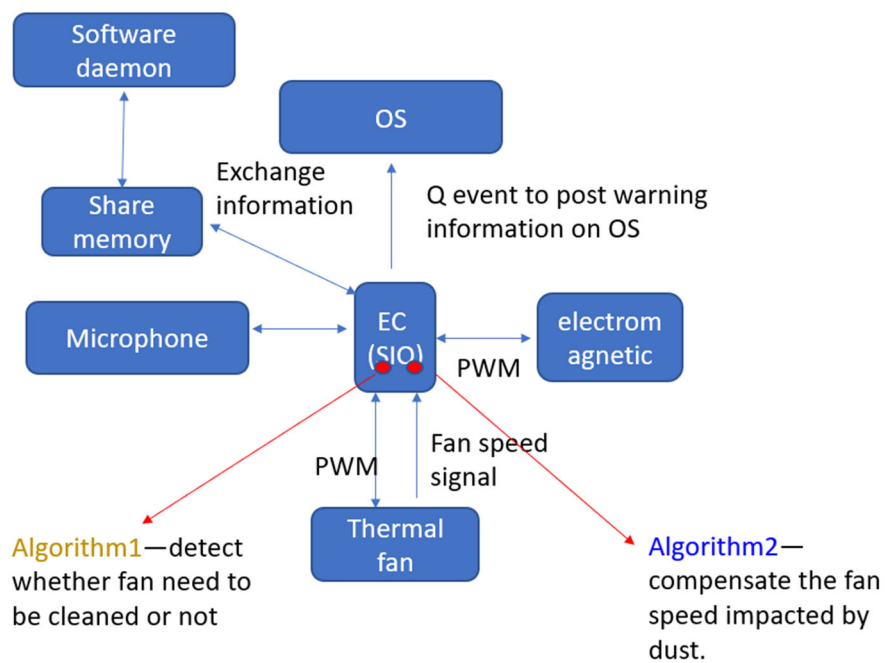 Software
daemon
OS
Exchange
information
Q event to post warning
information on OS
Share
memory
Microphone
EC
(SIO)
electrom
agnetic
PWM
PWM
Fan speed
signal
Thermal
fan
Algorithm1—detect
whether fan need to
be cleaned or not
Algorithm2—
compensate the fan
speed impacted by
dust.